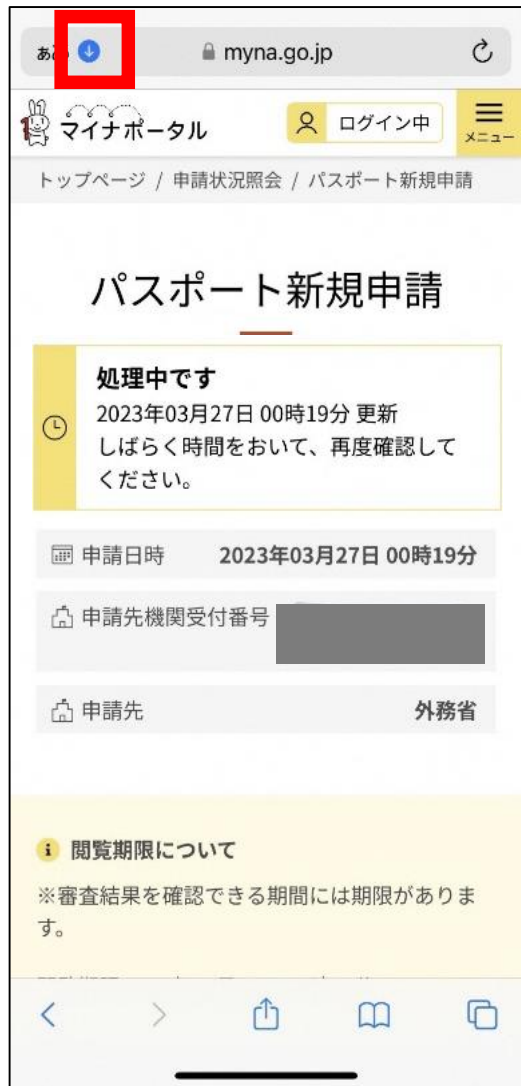 myna.go.jp
マイナポータル
ログイン中
メニュー
トップページ / 申請状況照会 / パスポート新規申請
パスポート新規申請
処理中です
2023年03月27日 00時19分 更新
しばらく時間をおいて、再度確認して
ください。
申請日時 2023年03月27日 00時19分
申請先機関受付番号
申請先 外務省
閲覧期限について
※審査結果を確認できる期間には期限がありま
す。